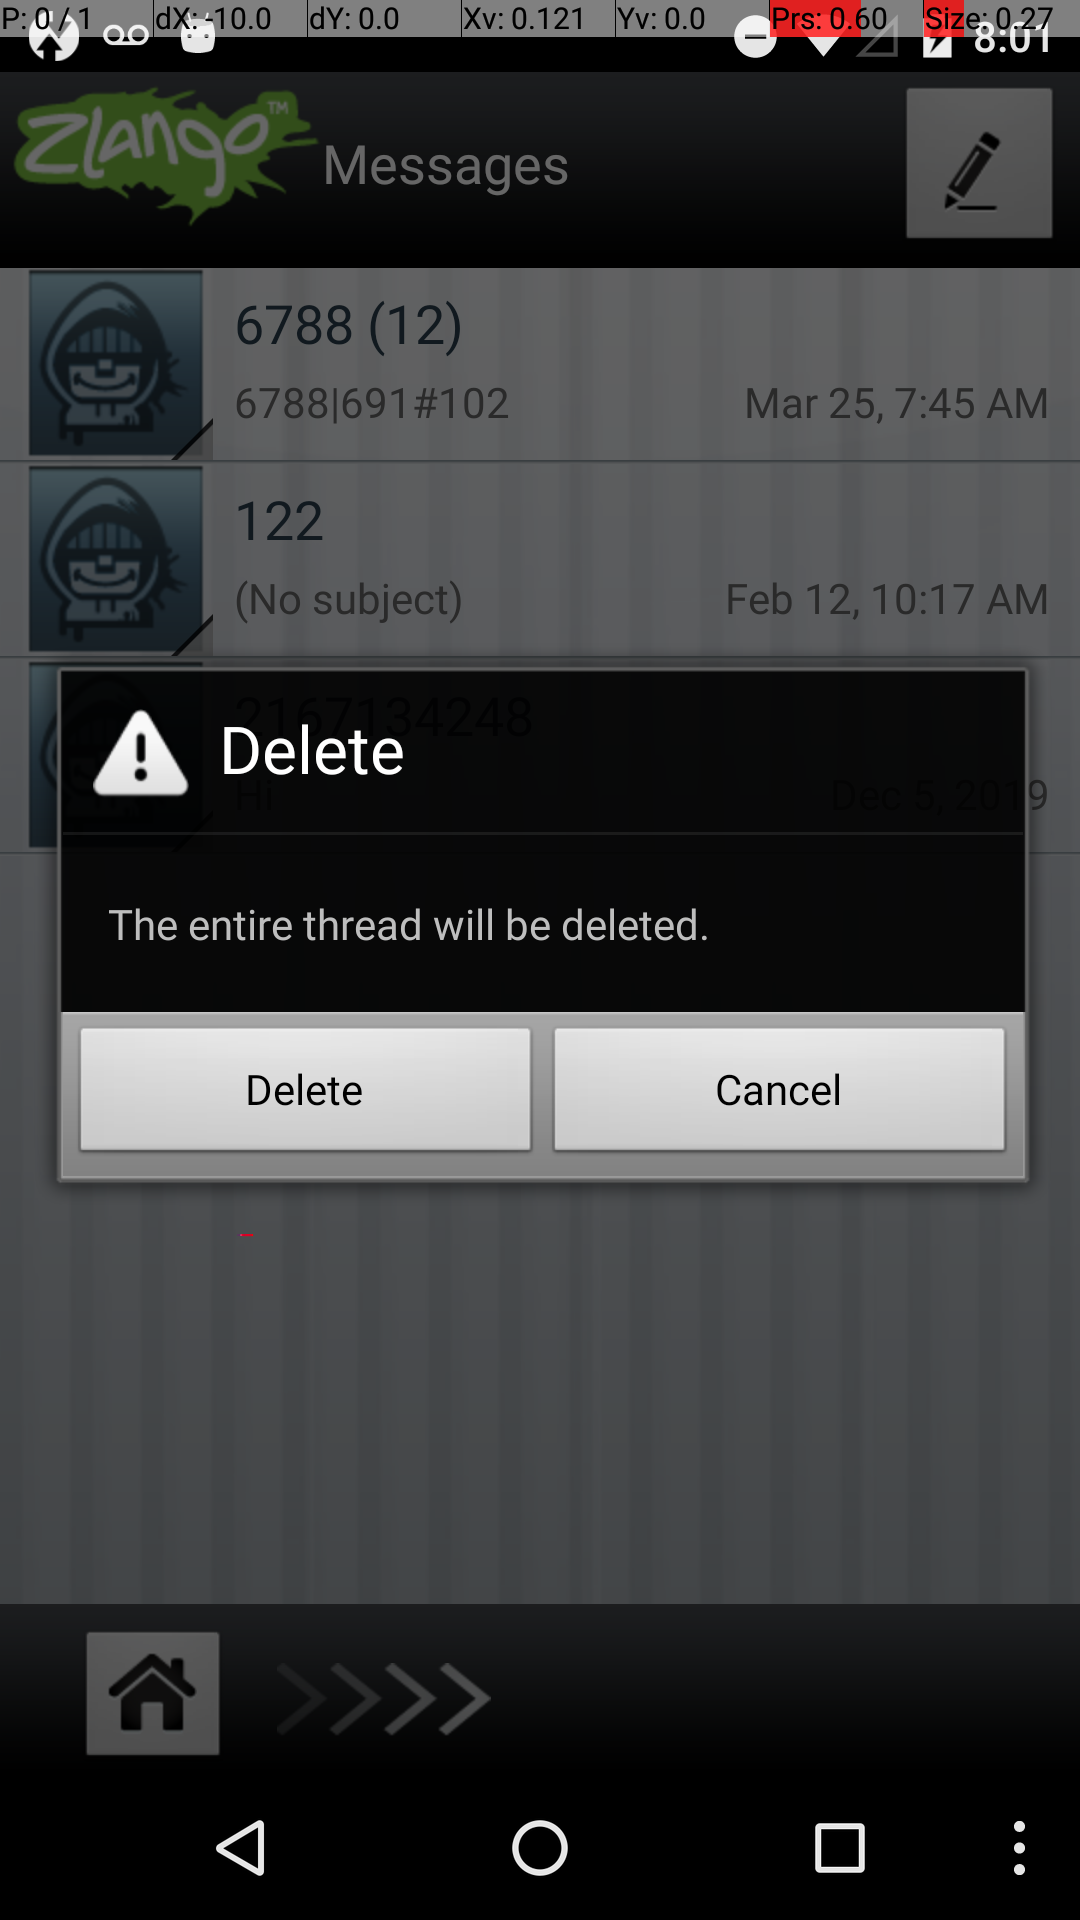 P: 0 / 1 dX: -10.0 dY: 0.0 Xv: 0.121 Yv: 0.0 Prs: 0.60 Size: 0.27
8:01
Zlango™ Messages
6788 (12)
6788|691#102 Mar 25, 7:45 AM
122
(No subject) Feb 12, 10:17 AM
2167134248
Hi Dec 5, 2019
Delete
The entire thread will be deleted.
Delete Cancel